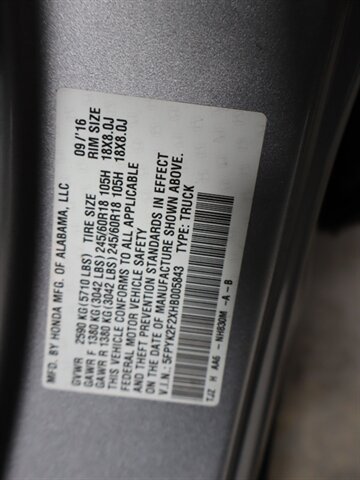 MFD. BY HONDA MFG. OF ALABAMA, LLC 09/'16
GVWR 2590 KG(5710 LBS) TIRE SIZE RIM SIZE
GAWR F 1380 KG(3042 LBS) 245/60R18 105H 18X8.0J
GAWR R 1380 KG(3042 LBS) 245/60R18 105H 18X8.0J
THIS VEHICLE CONFORMS TO ALL APPLICABLE
FEDERAL MOTOR VEHICLE SAFETY
AND THEFT PREVENTION STANDARDS IN EFFECT
ON THE DATE OF MANUFACTURE SHOWN ABOVE.
V.I.N.: 5FPYK2F2XHB005843 TYPE: TRUCK
TJZ H AA6 - NH830M - A - B